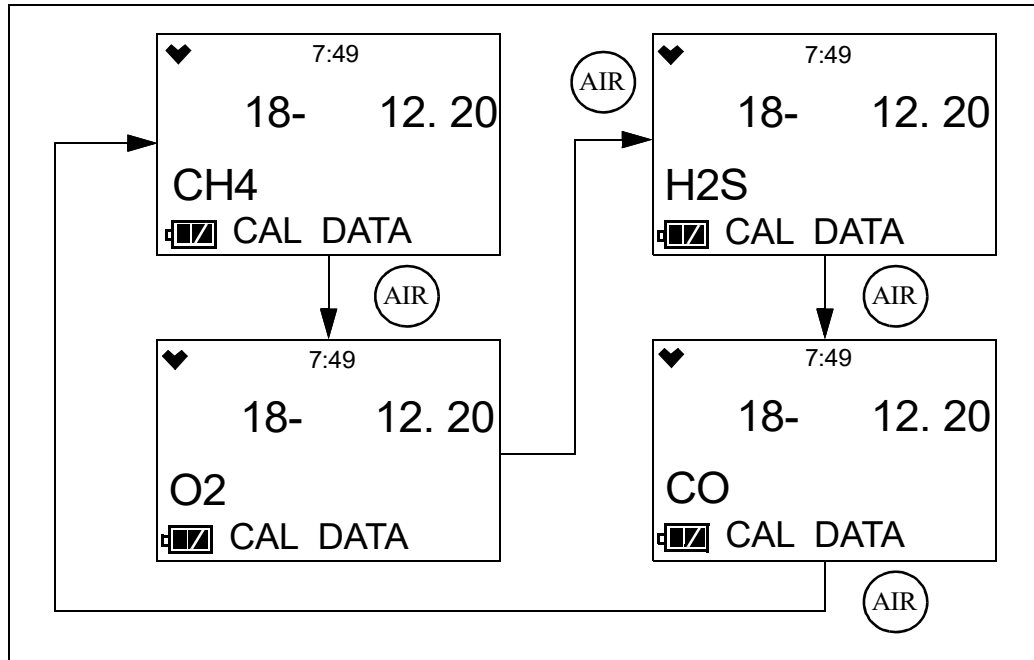 7:49
18- 12. 20
CH4
CAL DATA
AIR
7:49
18- 12. 20
O2
CAL DATA
AIR
7:49
18- 12. 20
H2S
CAL DATA
AIR
7:49
18- 12. 20
CO
CAL DATA
AIR